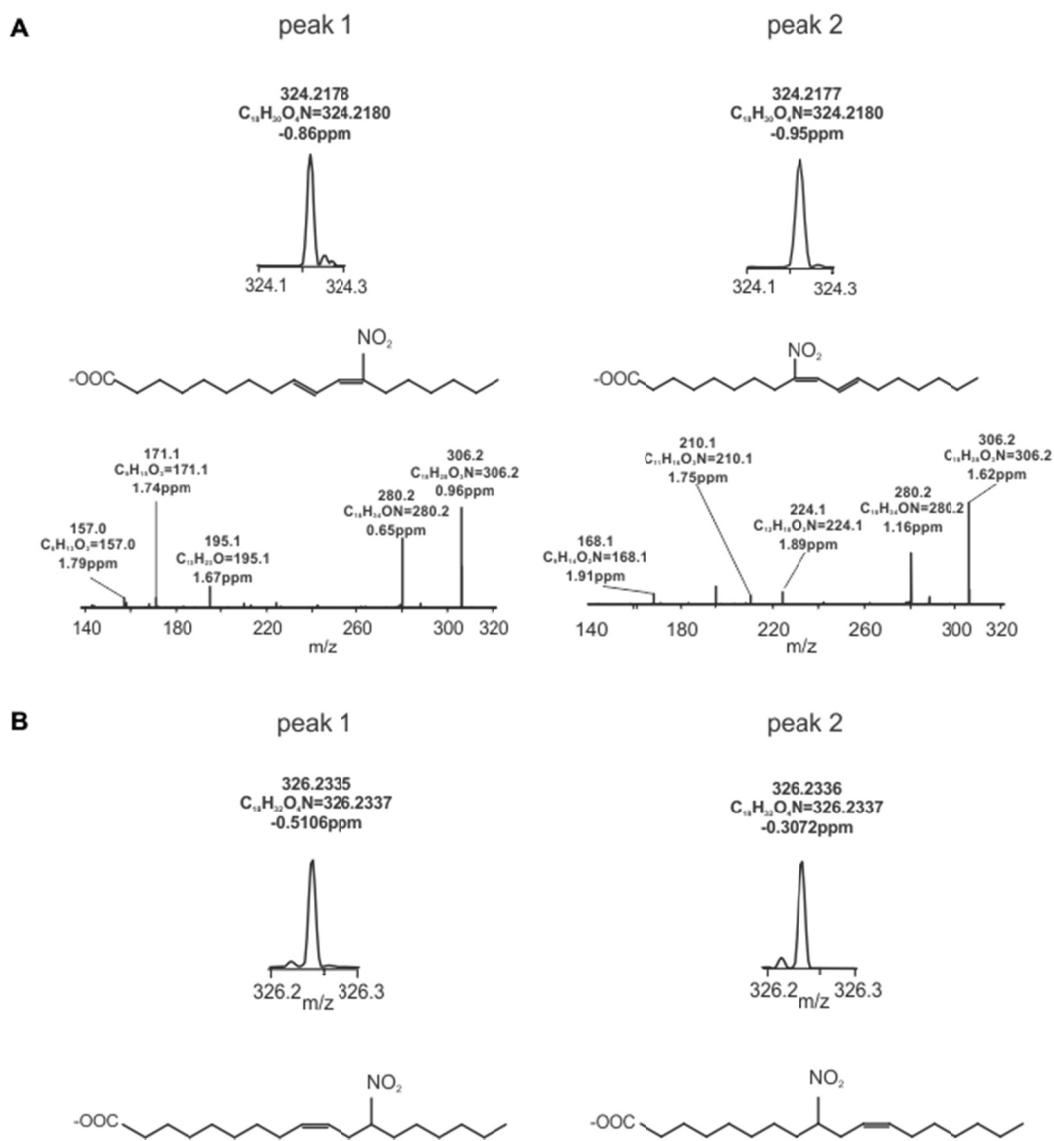 A
peak 1
peak 2
324.2178
C₁₈H₃₀O₄N=324.2180
-0.86ppm
324.2177
C₁₈H₃₀O₄N=324.2180
-0.95ppm
324.1 324.3
324.1 324.3
NO₂
-OOC
NO₂
-OOC
171.1
C₉H₁₅O₃=171.1
1.74ppm
157.0
C₈H₁₃O₃=157.0
1.79ppm
195.1
C₁₃H₂₃O=195.1
1.67ppm
280.2
C₁₈H₃₄ON=280.2
0.65ppm
306.2
C₁₈H₂₈O₃N=306.2
0.96ppm
140 180 220 260 300 320
m/z
210.1
C₁₁H₁₆O₃N=210.1
1.75ppm
168.1
C₉H₁₄O₂N=168.1
1.91ppm
224.1
C₁₂H₁₈O₃N=224.1
1.89ppm
280.2
C₁₈H₃₄ON=280.2
1.16ppm
306.2
C₁₈H₂₈O₃N=306.2
1.62ppm
140 180 220 260 300 320
m/z
B
peak 1
peak 2
326.2335
C₁₈H₃₂O₄N=326.2337
-0.5106ppm
326.2336
C₁₈H₃₂O₄N=326.2337
-0.3072ppm
326.2 326.3
m/z
326.2 326.3
m/z
NO₂
-OOC
NO₂
-OOC